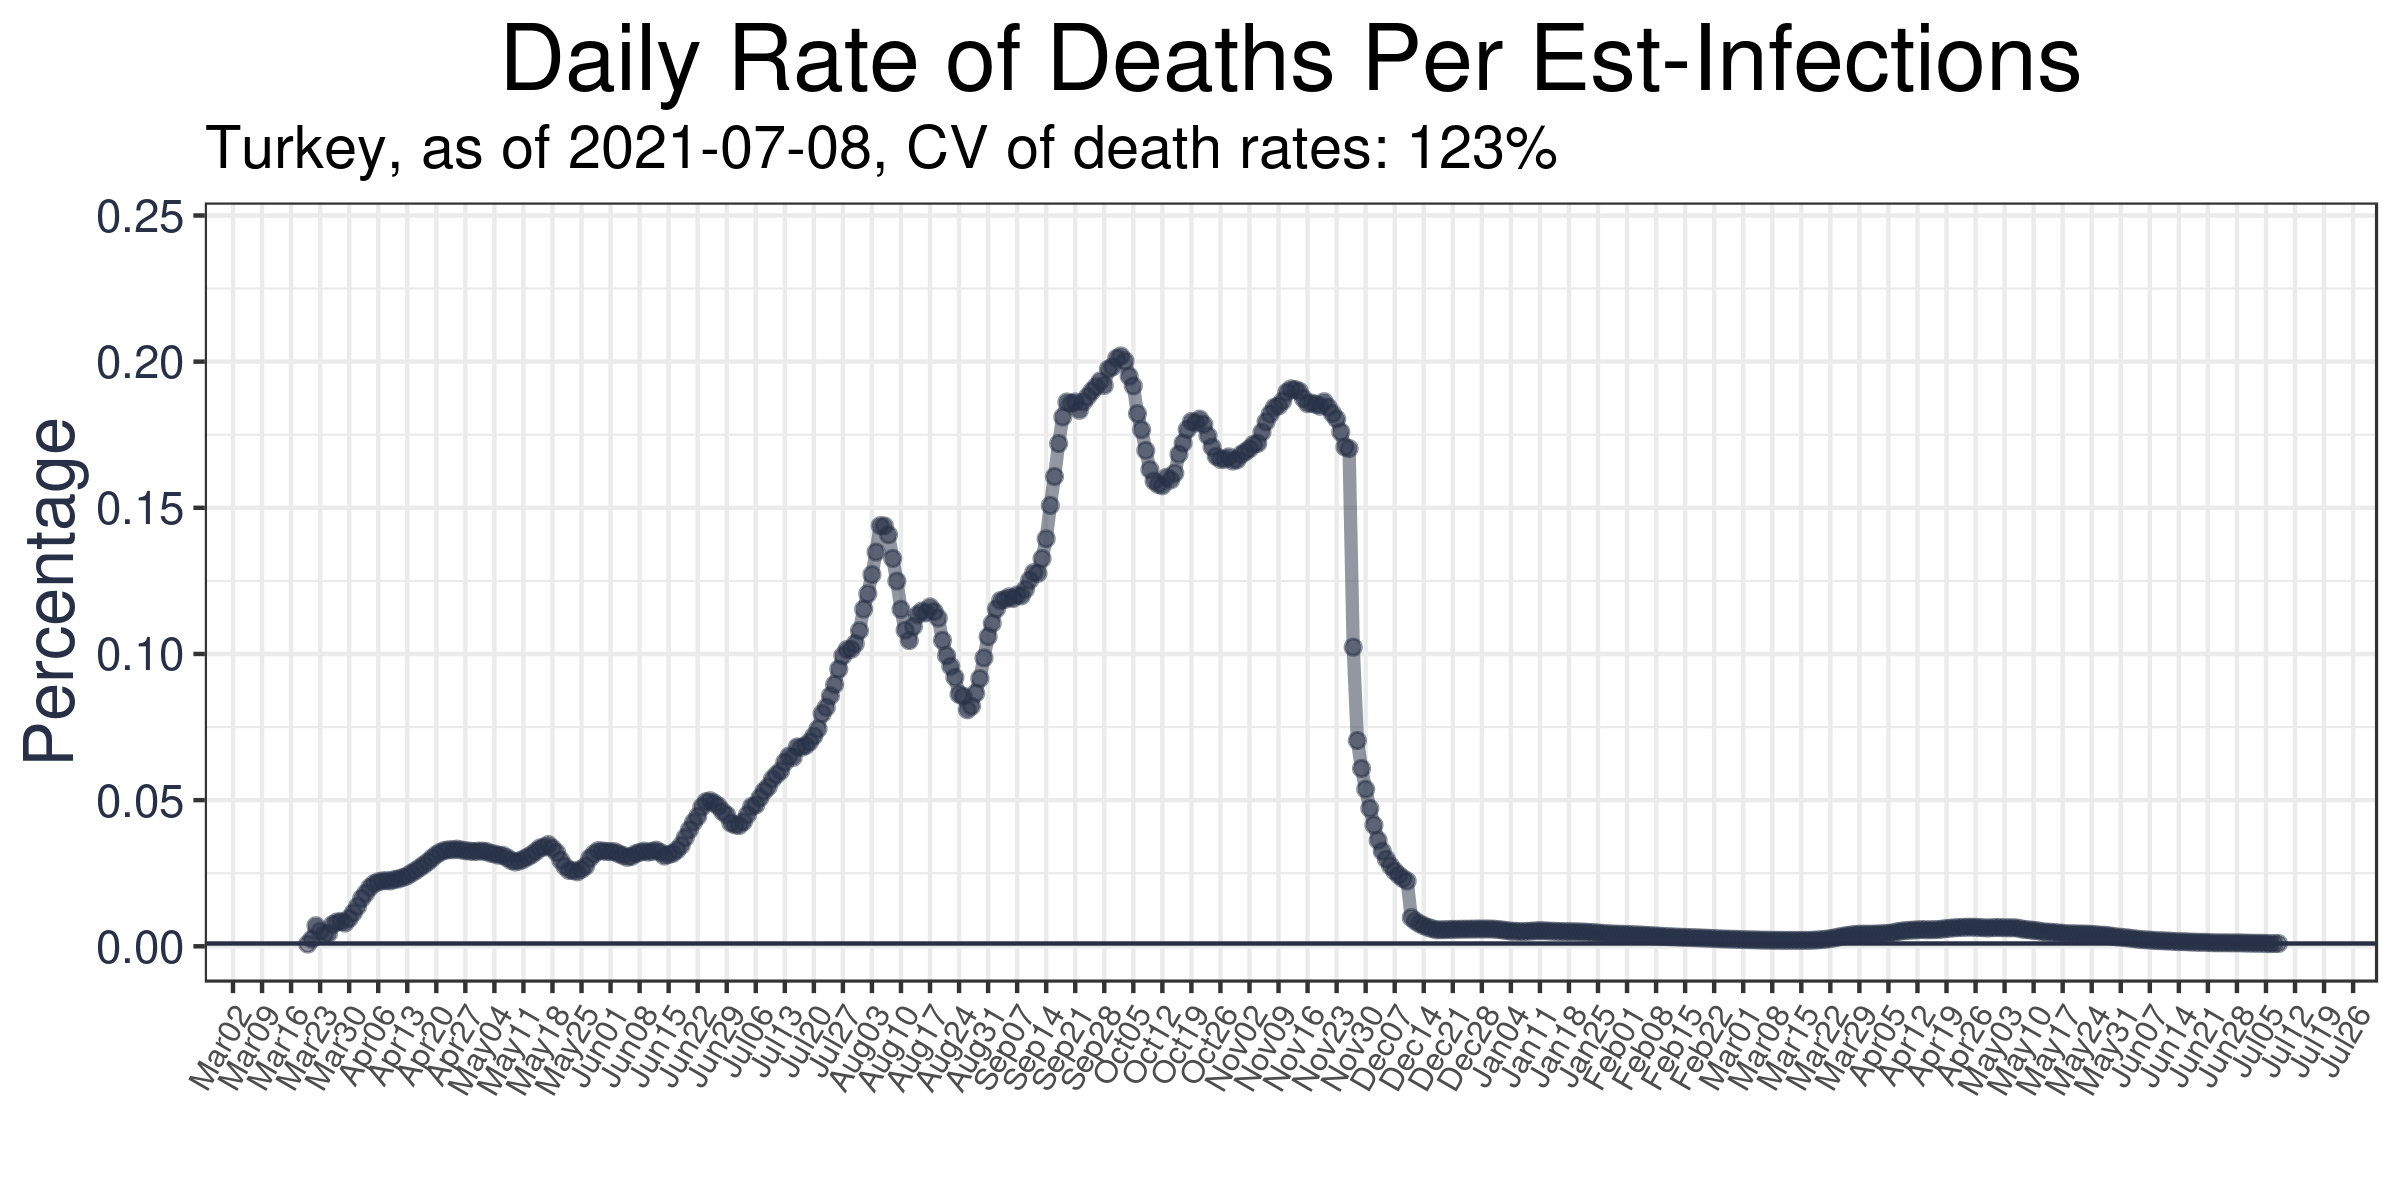 Daily Rate of Deaths Per Est-Infections
Turkey, as of 2021-07-08, CV of death rates: 123%
Percentage
0.25
0.20
0.15
0.10
0.05
0.00
Mar02
Mar09
Mar16
Mar23
Mar30
Apr06
Apr13
Apr20
Apr27
May04
May11
May18
May25
Jun01
Jun08
Jun15
Jun22
Jun29
Jul06
Jul13
Jul20
Jul27
Aug03
Aug10
Aug17
Aug24
Aug31
Sep07
Sep14
Sep21
Sep28
Oct05
Oct12
Oct19
Oct26
Nov02
Nov09
Nov16
Nov23
Nov30
Dec07
Dec14
Dec21
Dec28
Jan04
Jan11
Jan18
Jan25
Feb01
Feb08
Feb15
Feb22
Mar01
Mar08
Mar15
Mar22
Mar29
Apr05
Apr12
Apr19
Apr26
May03
May10
May17
May24
May31
Jun07
Jun14
Jun21
Jun28
Jul05
Jul12
Jul19
Jul26